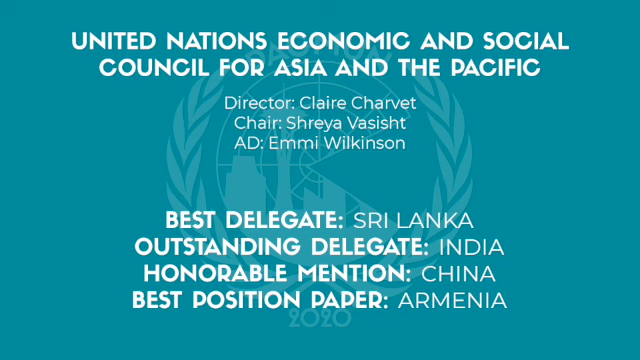 UNITED NATIONS ECONOMIC AND SOCIAL
COUNCIL FOR ASIA AND THE PACIFIC
Director: Claire Charvet
Chair: Shreya Vasisht
AD: Emmi Wilkinson
BEST DELEGATE: SRI LANKA
OUTSTANDING DELEGATE: INDIA
HONORABLE MENTION: CHINA
BEST POSITION PAPER: ARMENIA
2020